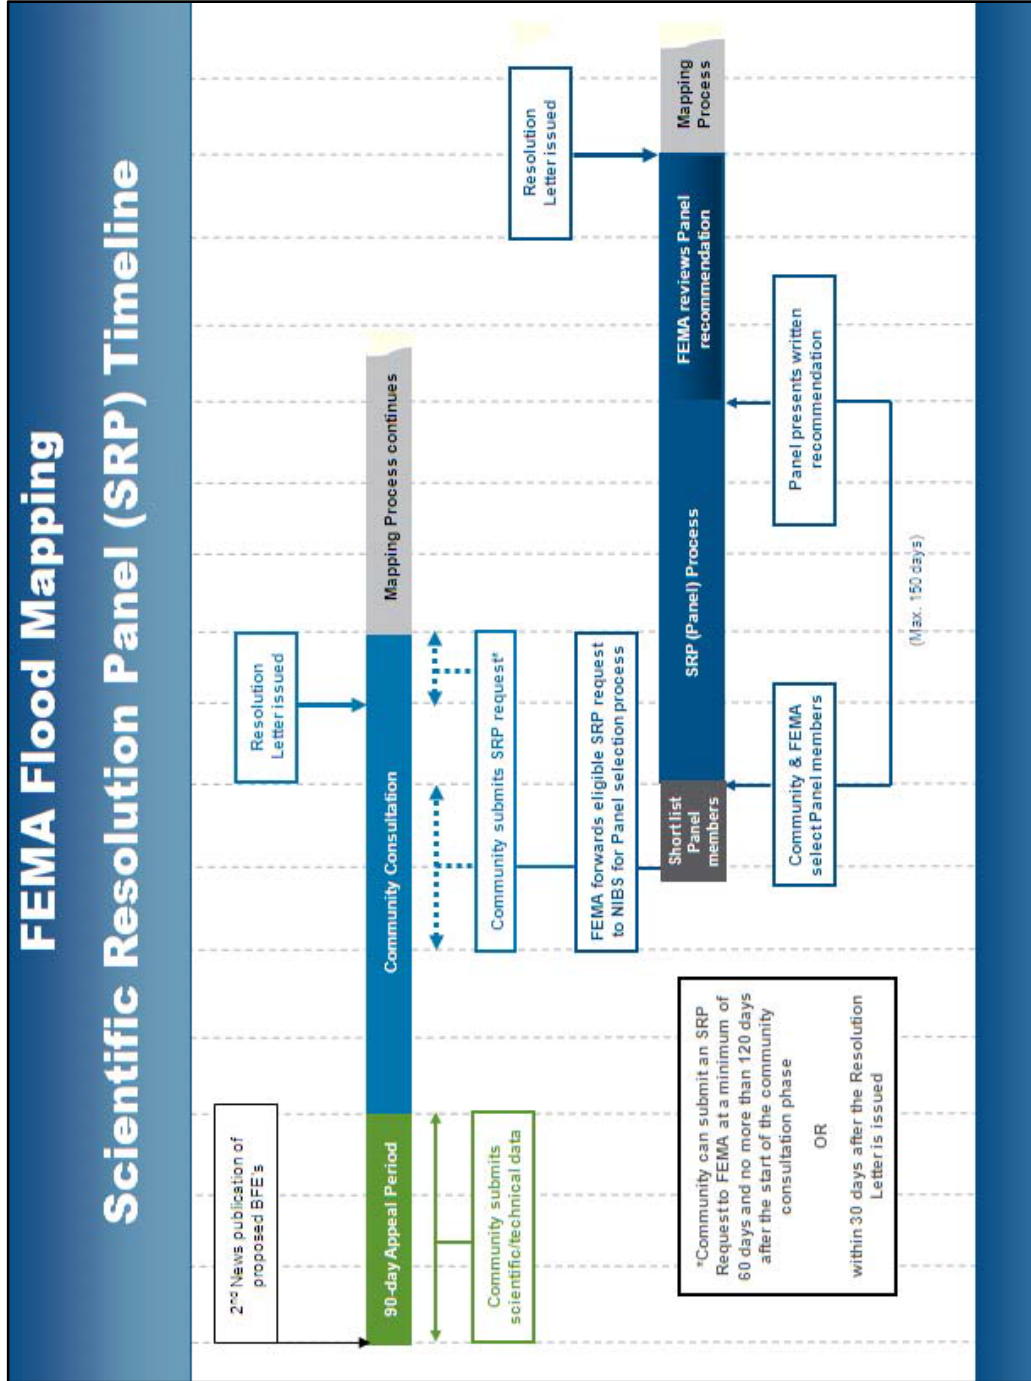 FEMA Flood Mapping
Scientific Resolution Panel (SRP) Timeline
2nd News publication of
proposed BFE's
Resolution
Letter issued
90-day Appeal Period
Community Consultation
Mapping Process continues
Community submits
scientific/technical data
Community submits SRP request*
Resolution
Letter issued
FEMA forwards eligible SRP request
to NIBS for Panel selection process
Short list
Panel
members
SRP (Panel) Process
FEMA reviews Panel
recommendation
Mapping
Process
Community & FEMA
select Panel members
Panel presents written
recommendation
(Max. 150 days)
*Community can submit an SRP
Request to FEMA at a minimum of
60 days and no more than 120 days
after the start of the community
consultation phase
OR
within 30 days after the Resolution
Letter is issued